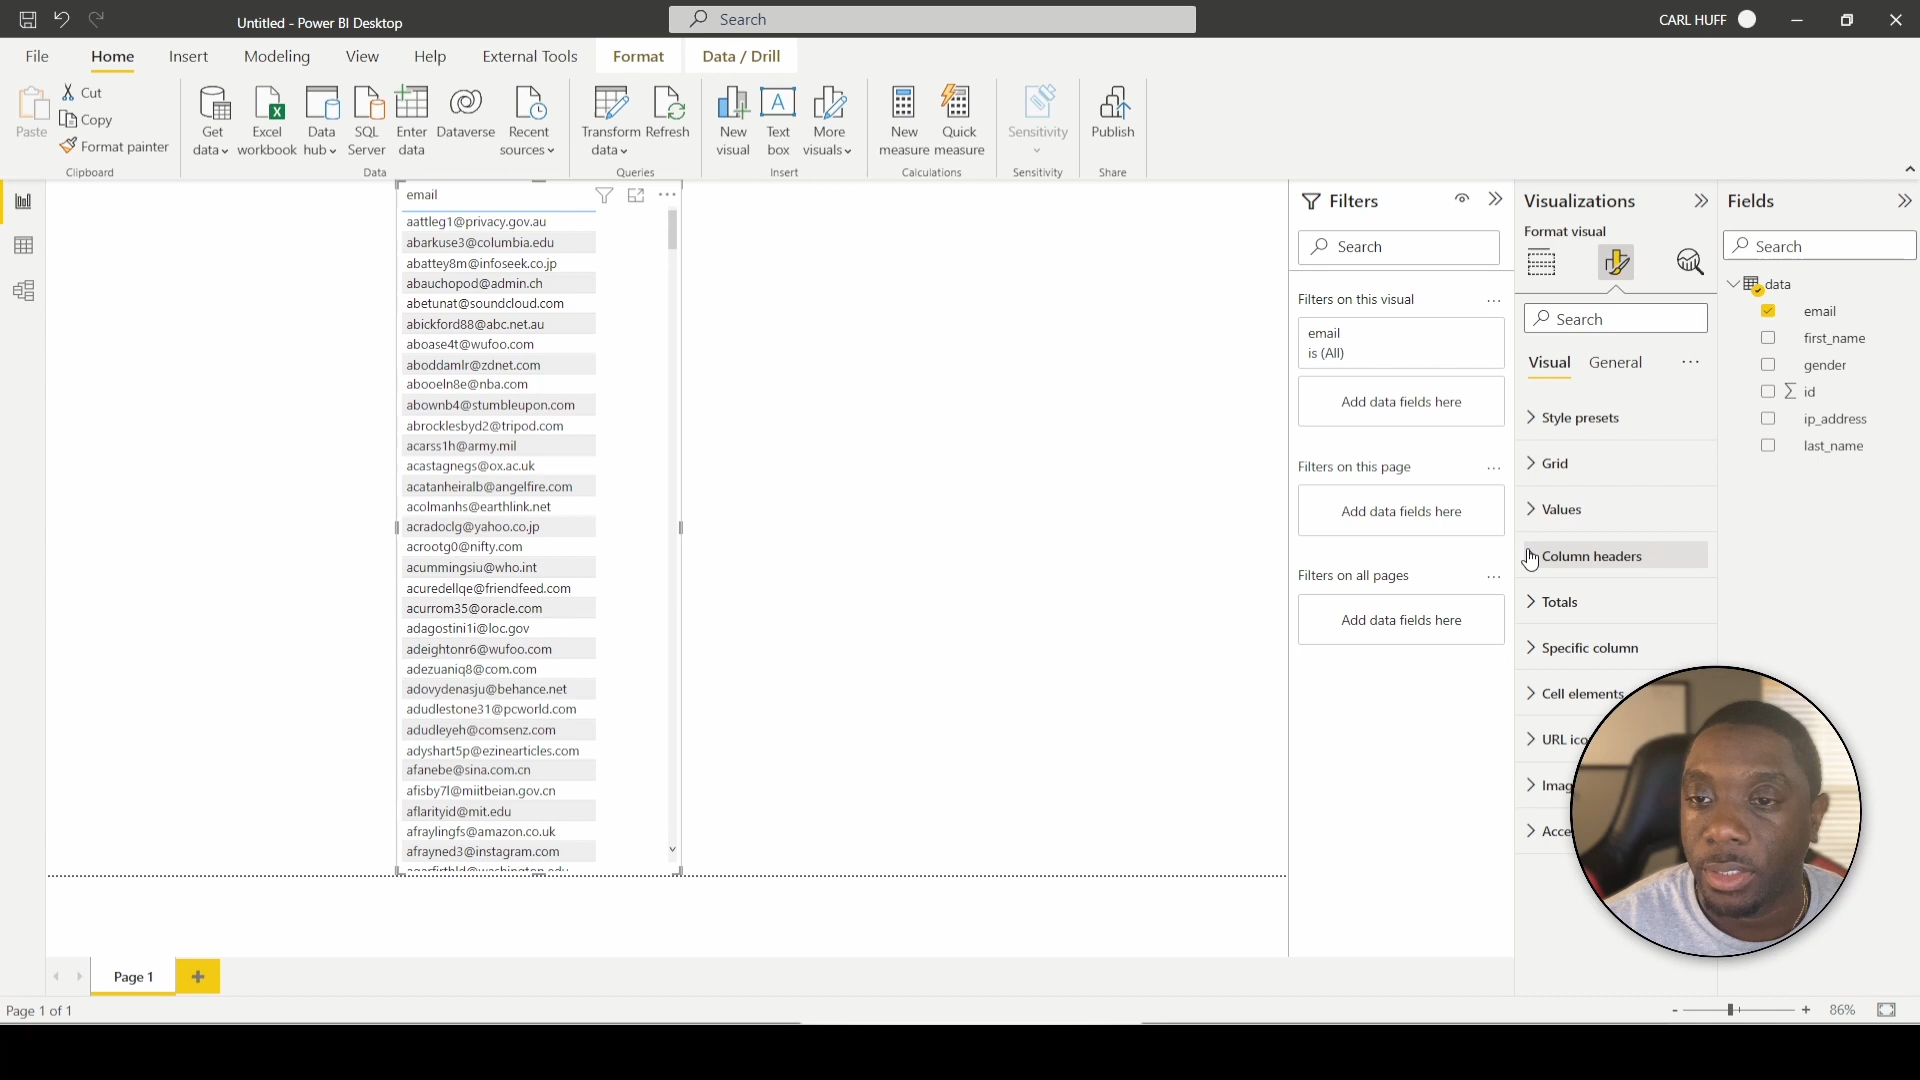 Untitled - Power BI Desktop
Search
CARL HUFF
File
Home
Insert
Modeling
View
Help
External Tools
Format
Data / Drill
Paste
Cut
Copy
Format painter
Clipboard
Get data
Excel workbook
Data hub
SQL Server
Enter data
Dataverse
Recent sources
Data
Transform data
Refresh
Queries
New visual
Text box
More visuals
Insert
New measure
Quick measure
Calculations
Sensitivity
Sensitivity
Publish
Share
email
aattleg1@privacy.gov.au
abarkuse3@columbia.edu
abattey8m@infoseek.co.jp
abauchopod@admin.ch
abetunat@soundcloud.com
abickford88@abc.net.au
aboase4t@wufoo.com
aboddamlr@zdnet.com
abooeln8e@nba.com
abownb4@stumbleupon.com
abrocklesbyd2@tripod.com
acarss1h@army.mil
acastagnegs@ox.ac.uk
acatanheiralb@angelfire.com
acolmanhs@earthlink.net
acradoclg@yahoo.co.jp
acrootg0@nifty.com
acummingsiu@who.int
acuredellqe@friendfeed.com
acurrom35@oracle.com
adagostini1i@loc.gov
adeightonr6@wufoo.com
adezuaniq8@com.com
adovydenasju@behance.net
adudlestone31@pcworld.com
adudleyeh@comsenz.com
adyshart5p@ezinearticles.com
afanebe@sina.com.cn
afisby7l@miitbeian.gov.cn
aflarityid@mit.edu
afraylingfs@amazon.co.uk
afrayned3@instagram.com
Filters
Search
Filters on this visual
email
is (All)
Add data fields here
Filters on this page
Add data fields here
Filters on all pages
Add data fields here
Visualizations
Format visual
Search
Visual
General
Style presets
Grid
Values
Column headers
Totals
Specific column
Cell elements
URL ico
Imag
Acce
Fields
Search
data
email
first_name
gender
id
ip_address
last_name
Page 1
Page 1 of 1
86%